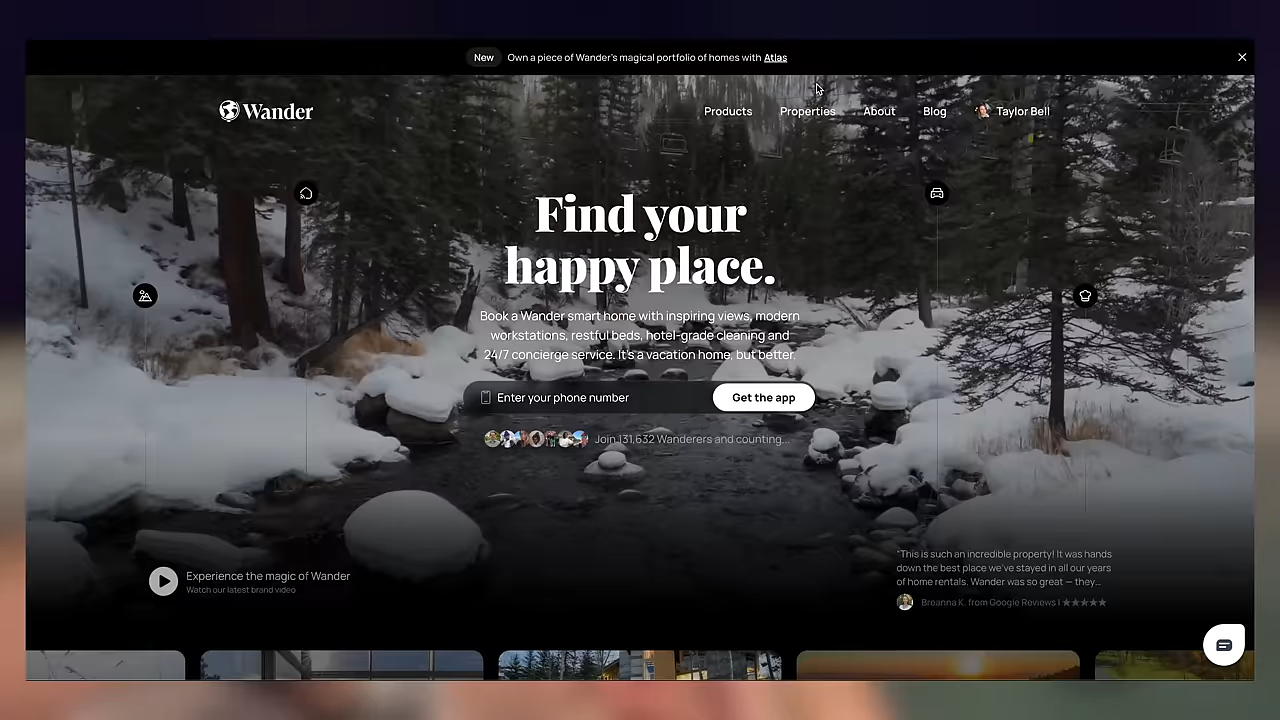 New Own a piece of Wander's magical portfolio of homes with Atlas
Wander
Products Properties About Blog Taylor Bell
Find your
happy place.
Book a Wander smart home with inspiring views, modern
workstations, restful beds, hotel-grade cleaning and
24/7 concierge service. It's a vacation home, but better.
Enter your phone number Get the app
Join 131,632 Wanderers and counting...
Experience the magic of Wander
Watch our latest brand video
"This is such an incredible property! It was hands
down the best place we've stayed in all our years
of home rentals. Wander was so great — they...
Breanna K. from Google Reviews | ★★★★★